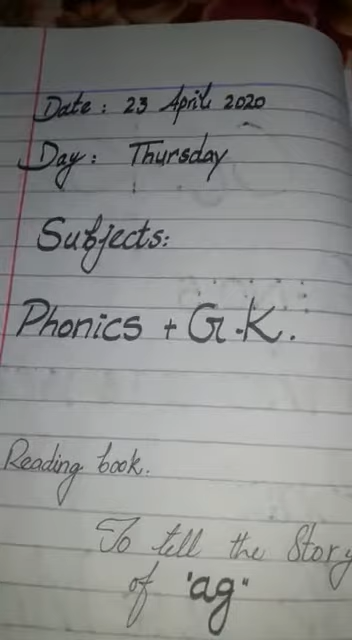 Date: 23 April 2020
Day: Thursday
Subjects:
Phonics + G.K.
Reading book.
To tell the Story
of "ag"